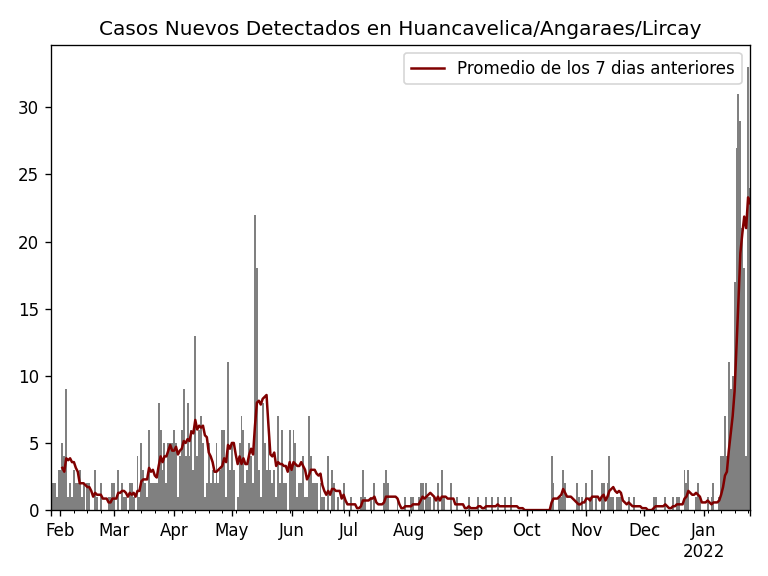 Casos Nuevos Detectados en Huancavelica/Angaraes/Lircay
Promedio de los 7 dias anteriores
30
25
20
15
10
5
0
Feb Mar Apr May Jun Jul Aug Sep Oct Nov Dec Jan
2022